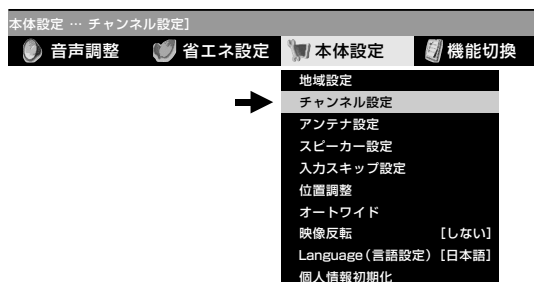 本体設定 … チャンネル設定]
音声調整 省エネ設定 本体設定 機能切換
地域設定
チャンネル設定
アンテナ設定
スピーカー設定
入力スキップ設定
位置調整
オートワイド
映像反転 [しない]
Language(言語設定) [日本語]
個人情報初期化